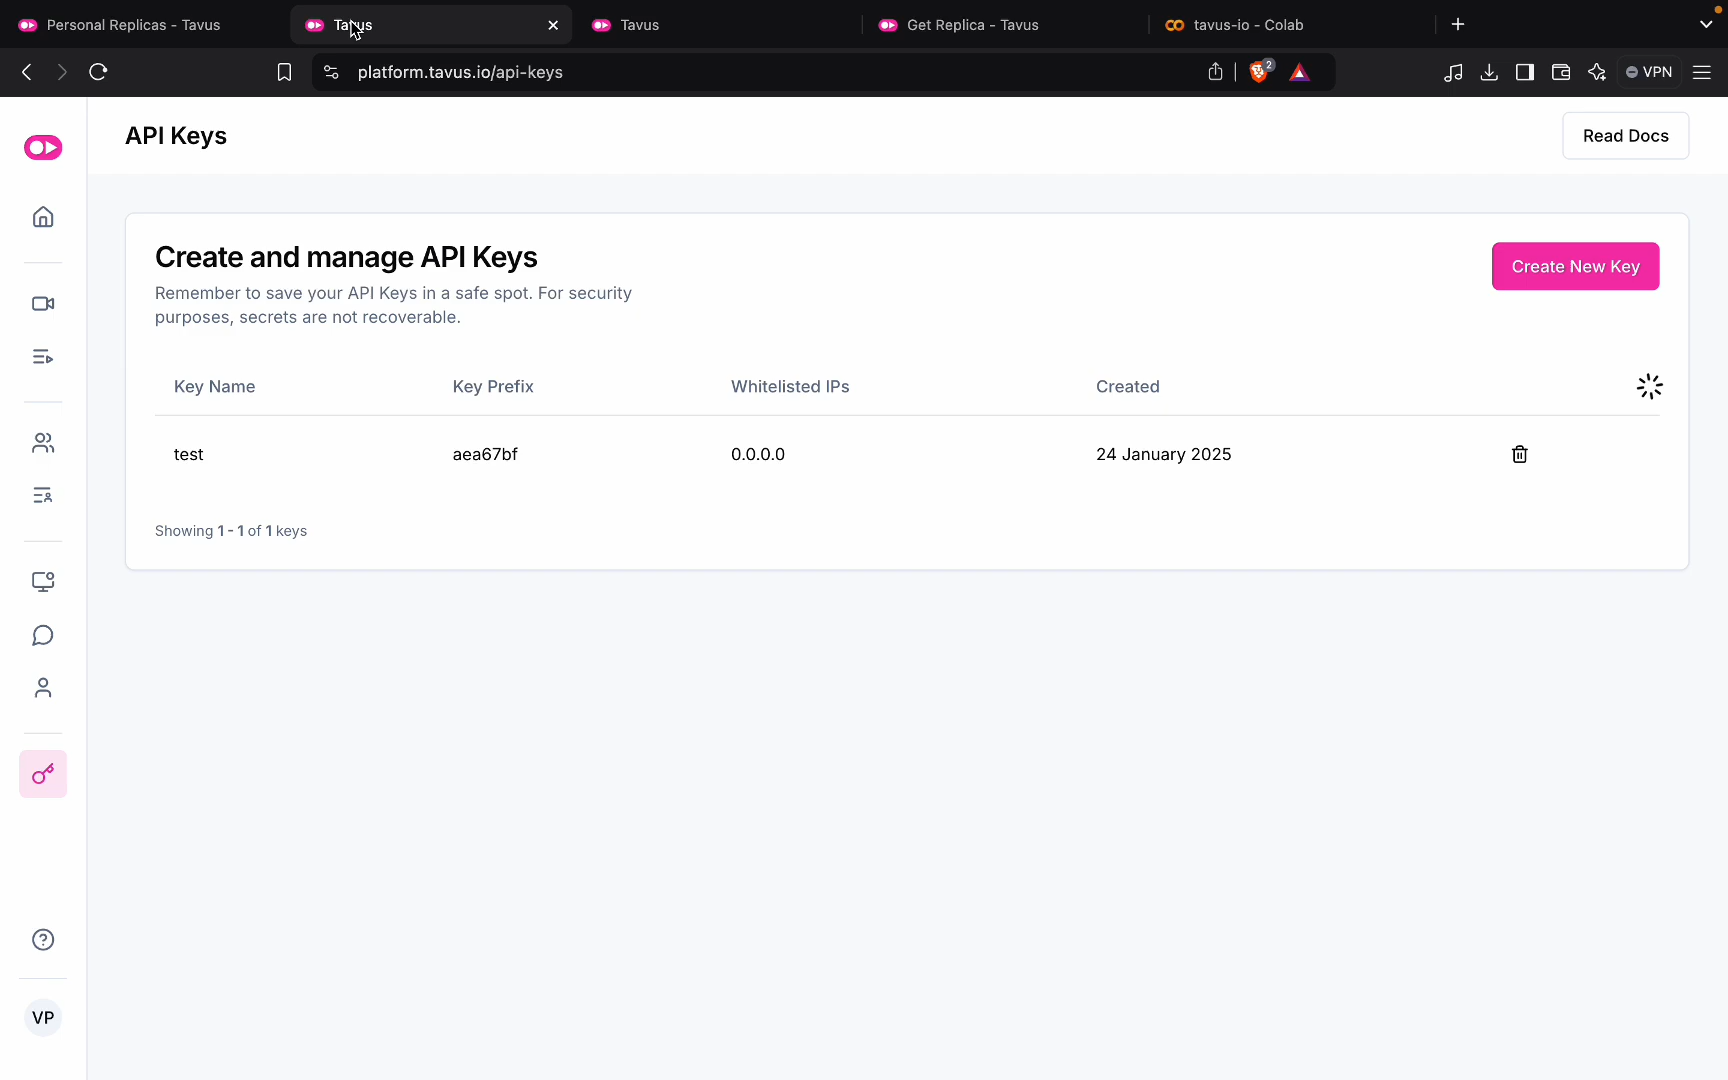 Personal Replicas - Tavus
Tavus
Tavus
Get Replica - Tavus
tavus-io - Colab
platform.tavus.io/api-keys
2
VPN
API Keys
Read Docs
Create and manage API Keys
Remember to save your API Keys in a safe spot. For security
purposes, secrets are not recoverable.
Create New Key
Key Name Key Prefix Whitelisted IPs Created
test aea67bf 0.0.0.0 24 January 2025
Showing 1 - 1 of 1 keys
VP